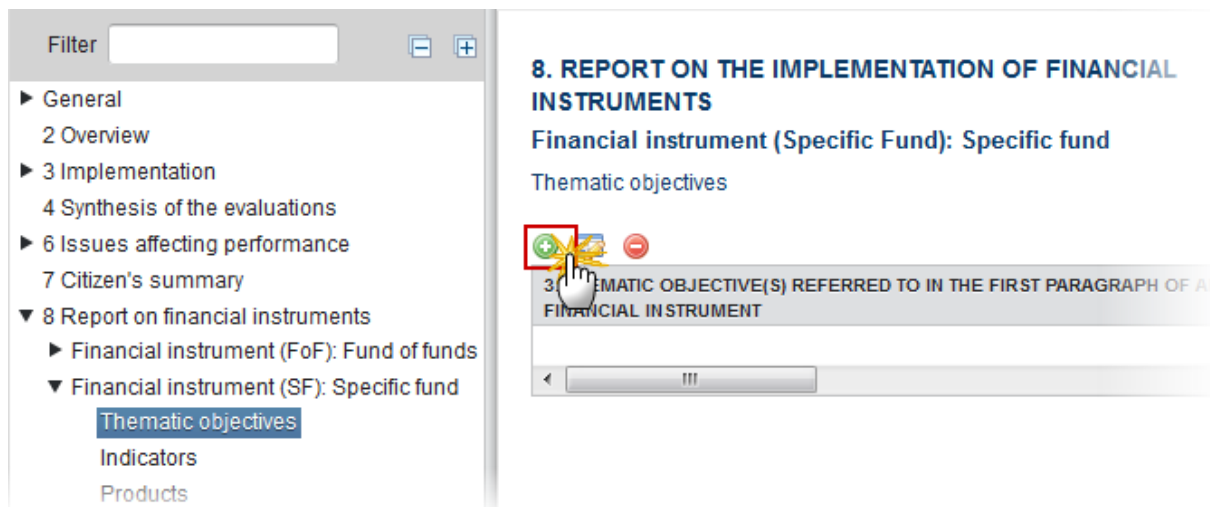 Filter
General
2 Overview
3 Implementation
4 Synthesis of the evaluations
6 Issues affecting performance
7 Citizen's summary
8 Report on financial instruments
Financial instrument (FoF): Fund of funds
Financial instrument (SF): Specific fund
Thematic objectives
Indicators
Products
8. REPORT ON THE IMPLEMENTATION OF FINANCIAL
INSTRUMENTS
Financial instrument (Specific Fund): Specific fund
Thematic objectives
OBJECTIVE(S) REFERRED TO IN THE FIRST PARAGRAPH OF
FINANCIAL INSTRUMENT